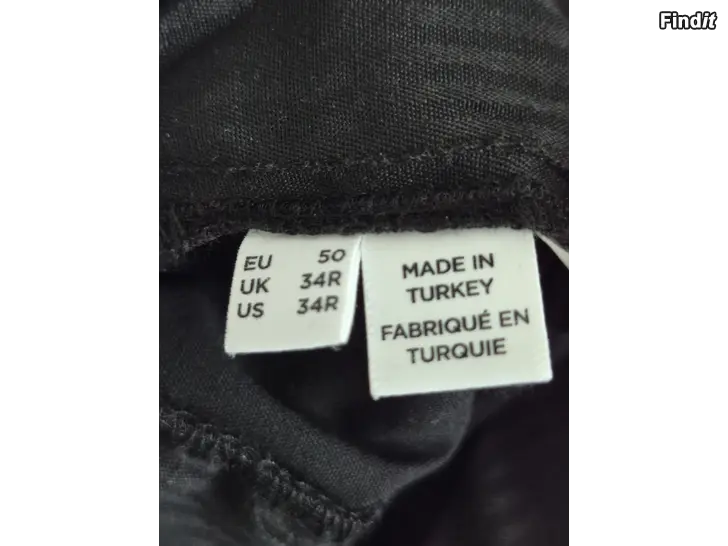 Findit
EU 50
UK 34R
US 34R
MADE IN
TURKEY
FABRIQUÉ EN
TURQUIE